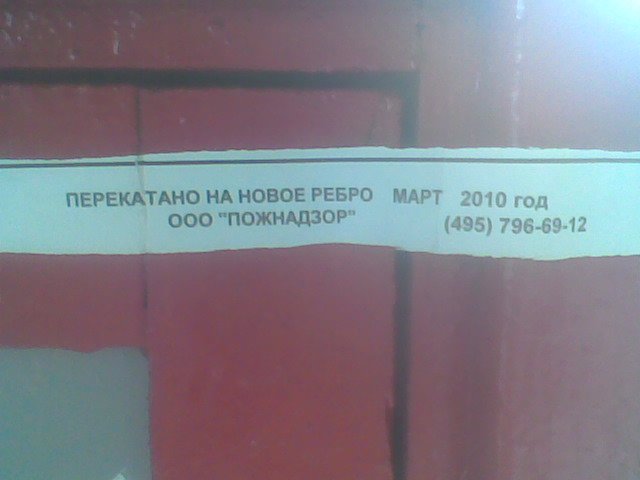 ПЕРЕКАТАНО НА НОВОЕ РЕБРО МАРТ 2010 год
ООО "ПОЖНАДЗОР" (495) 796-69-12